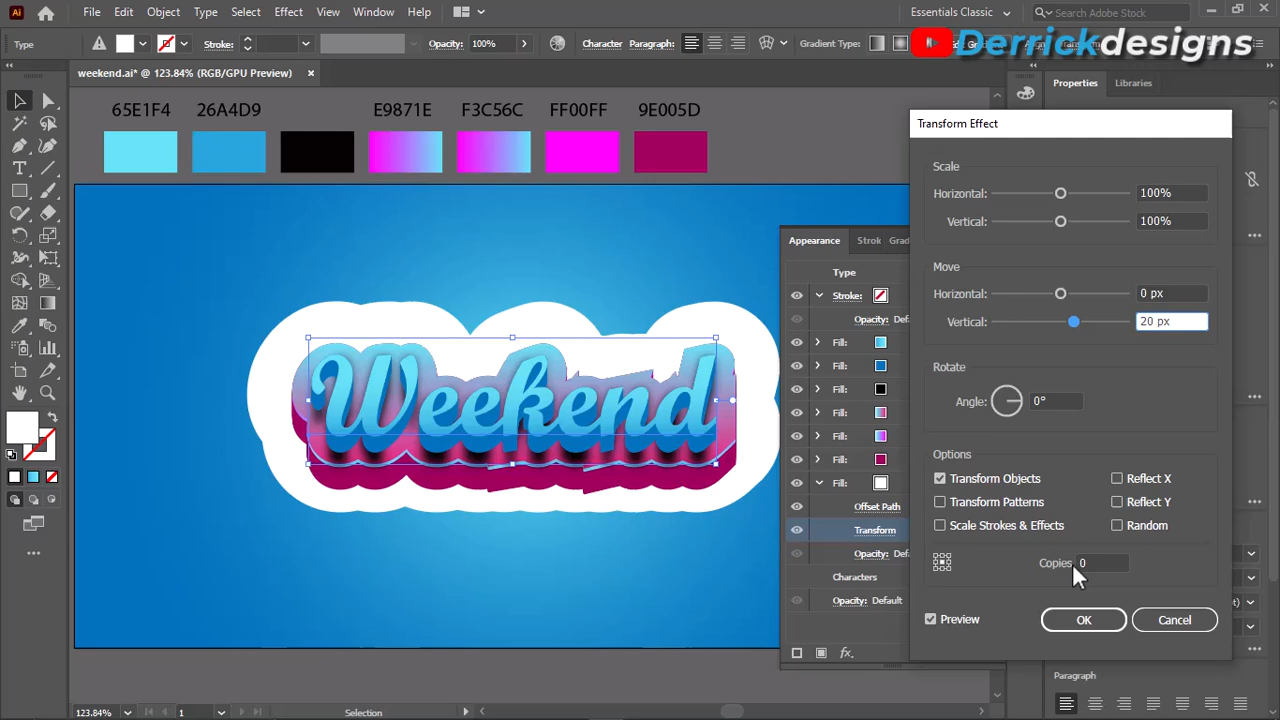 Ai File Edit Object Type Select Effect View Window Help Essentials Classic Search Adobe Stock
Type Stroke: Opacity: 100% Character Paragraph: Gradient Type:
Derrickdesigns
weekend.ai* @ 123.84% (RGB/GPU Preview) × Properties Libraries
65E1F4 26A4D9 E9871E F3C56C FF00FF 9E005D
Transform Effect
Scale
Horizontal: 100%
Vertical: 100%
Move
Horizontal: 0 px
Vertical: 20 px
Rotate
Angle: 0°
Options
Transform Objects Reflect X
Transform Patterns Reflect Y
Scale Strokes & Effects Random
Copies 0
Preview OK Cancel
Appearance Strok Grad
Type
Stroke:
Opacity: Def
Fill:
Fill:
Fill:
Fill:
Fill:
Fill:
Fill:
Offset Path
Transform
Opacity: Def
Characters
Opacity: Default
fx.
Weekend
Paragraph
123.84% 1 Selection